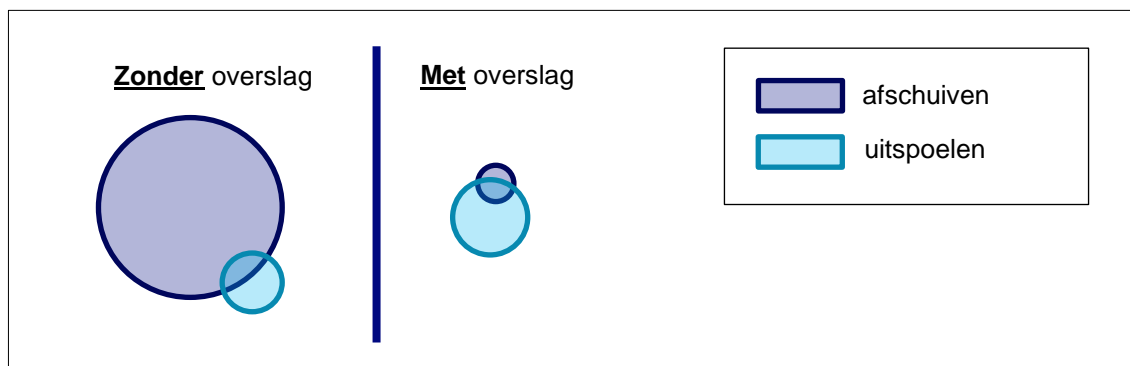 Zonder overslag
Met overslag
afschuiven
uitspoelen